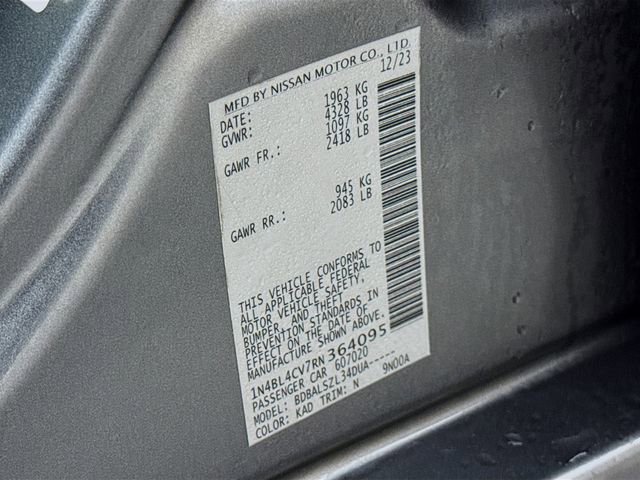 MFD BY NISSAN MOTOR CO., LTD.
DATE: 12/23
GVWR: 1963 KG
4328 LB
GAWR FR.: 1097 KG
2418 LB
GAWR RR.: 945 KG
2083 LB
THIS VEHICLE CONFORMS TO
ALL APPLICABLE FEDERAL
MOTOR VEHICLE SAFETY,
BUMPER, AND THEFT
PREVENTION STANDARDS IN
EFFECT ON THE DATE OF
MANUFACTURE SHOWN ABOVE.
1N4BL4CV7RN364095
PASSENGER CAR 607020
MODEL: BDBALSZL34DUA-----
COLOR: KAD TRIM: N 9N00A